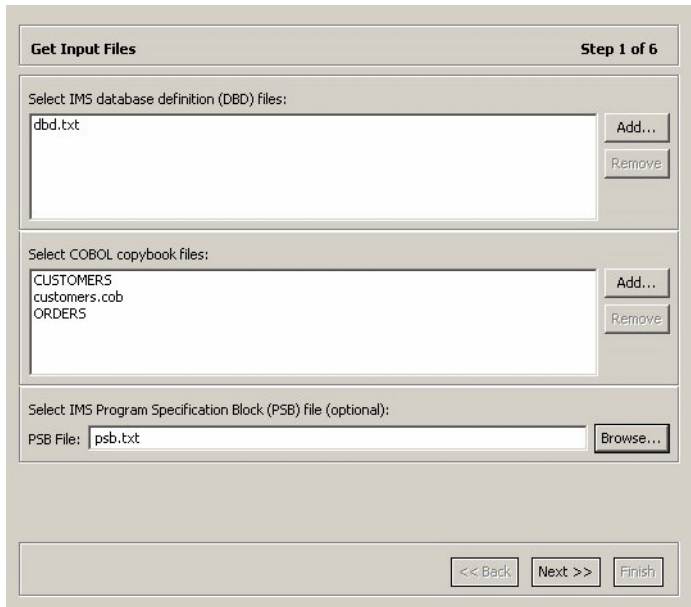 Get Input Files Step 1 of 6
Select IMS database definition (DBD) files:
dbd.txt
Add...
Remove
Select COBOL copybook files:
CUSTOMERS
customers.cob
ORDERS
Add...
Remove
Select IMS Program Specification Block (PSB) file (optional):
PSB File: psb.txt Browse...
<< Back Next >> Finish